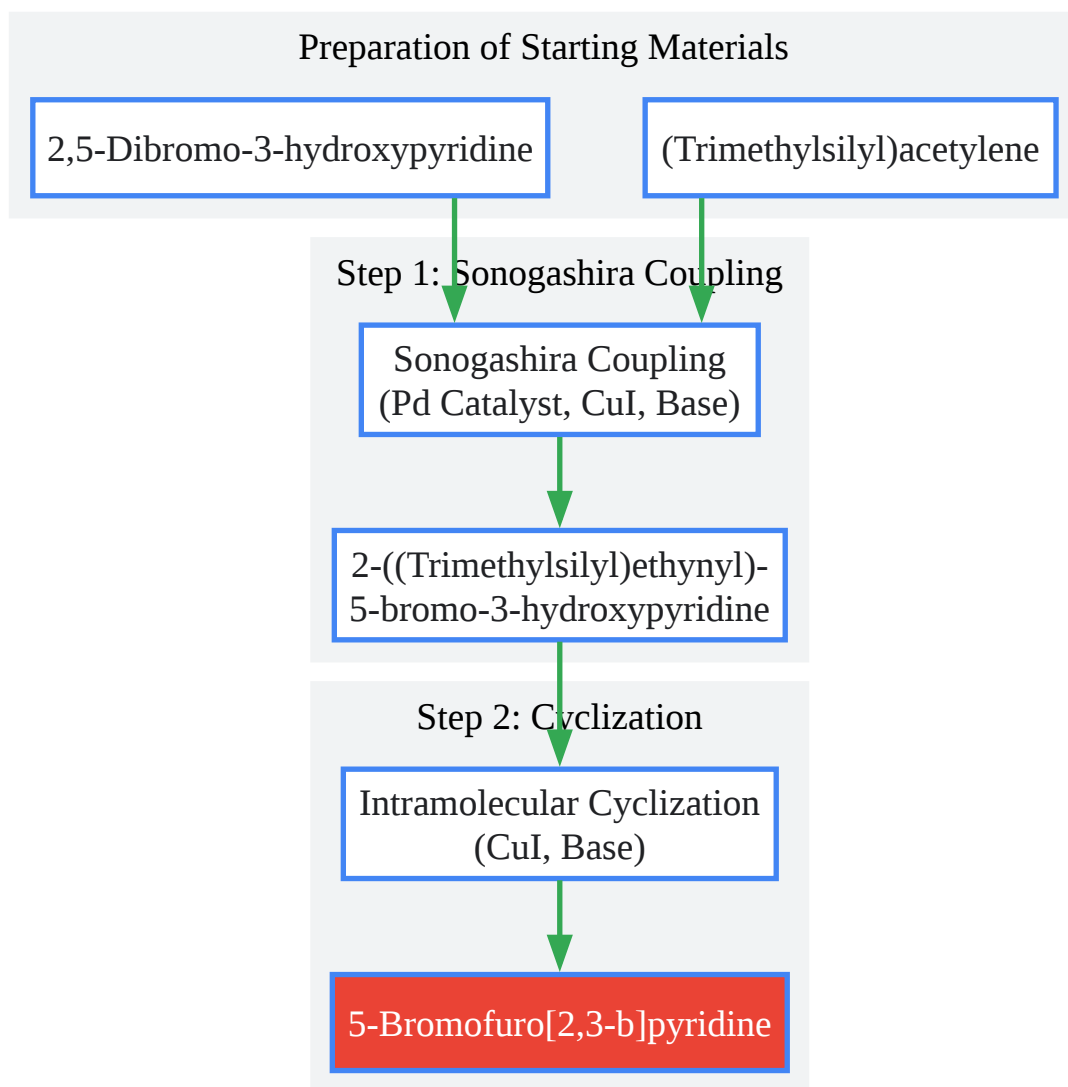 Preparation of Starting Materials
2,5-Dibromo-3-hydroxypyridine
(Trimethylsilyl)acetylene
Step 1: Sonogashira Coupling
Sonogashira Coupling
(Pd Catalyst, CuI, Base)
2-((Trimethylsilyl)ethynyl)-
5-bromo-3-hydroxypyridine
Step 2: Cyclization
Intramolecular Cyclization
(CuI, Base)
5-Bromofuro[2,3-b]pyridine